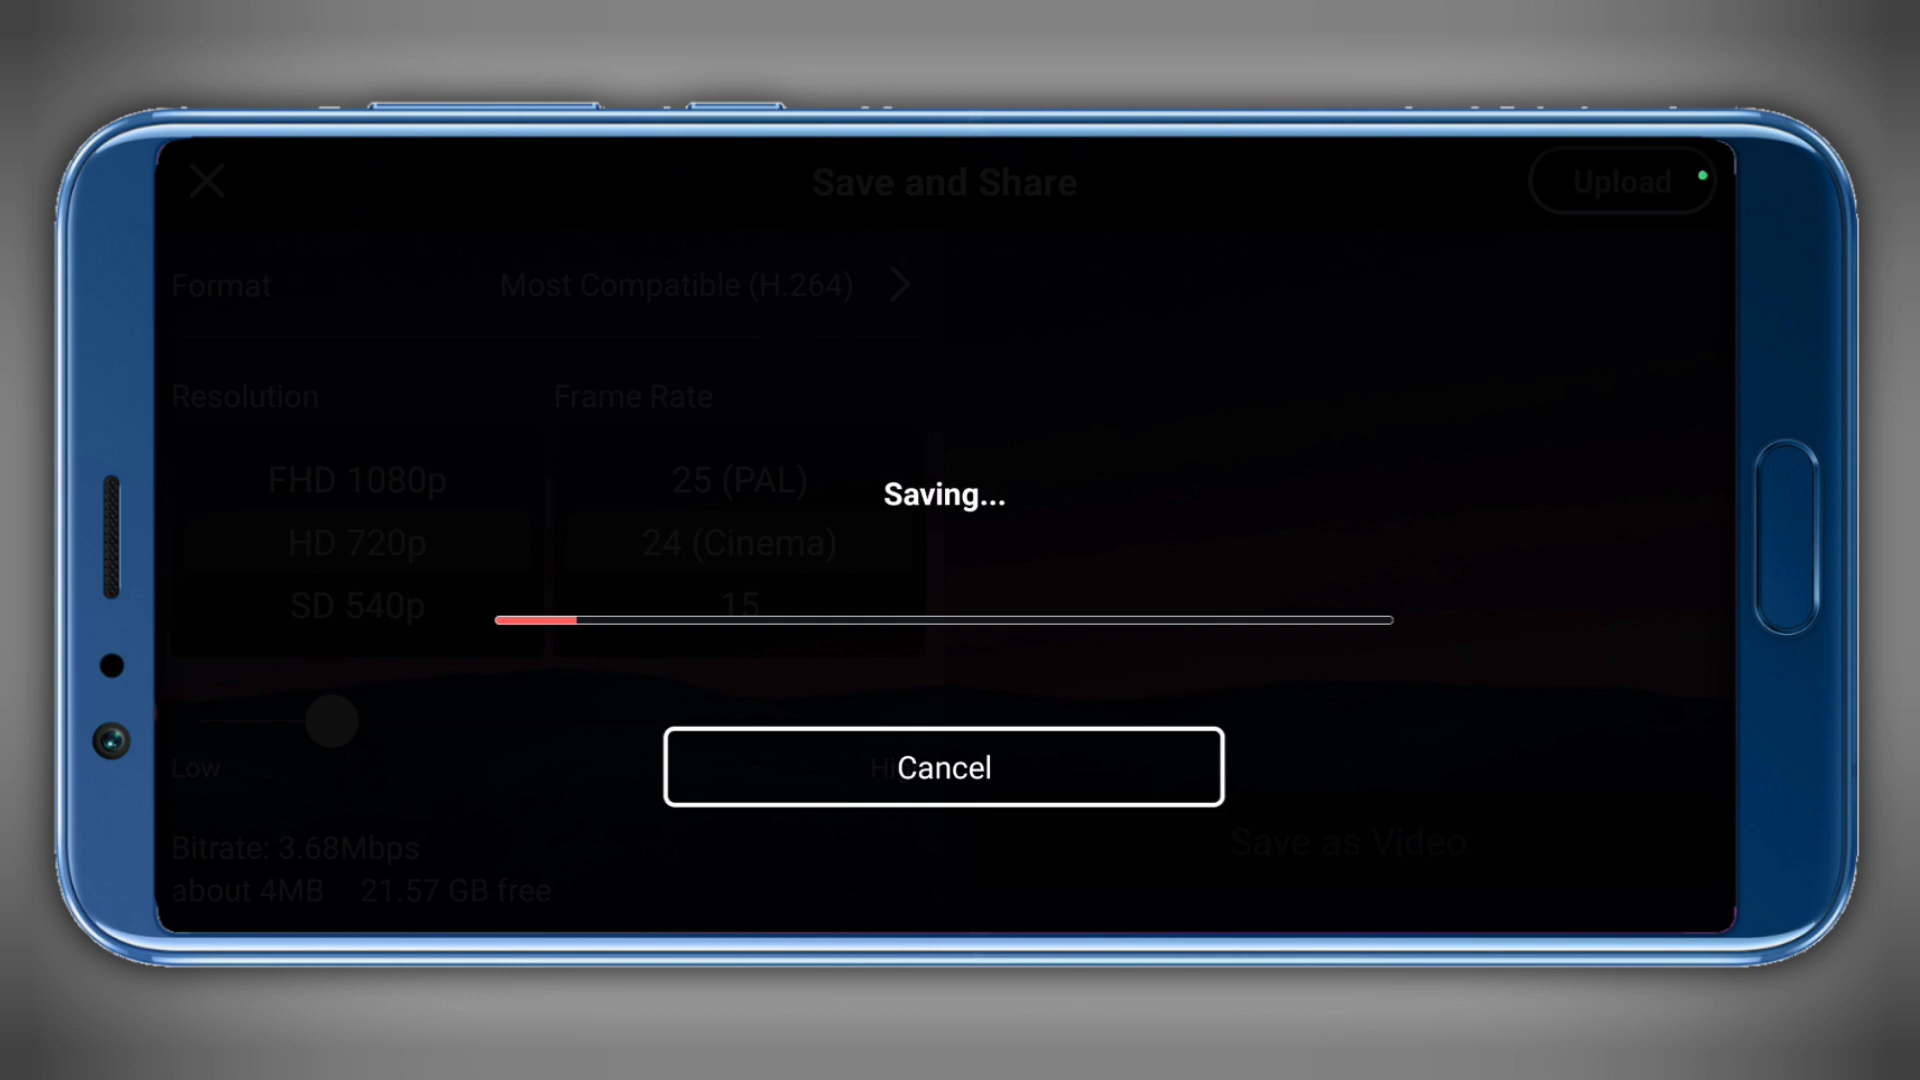 Save and Share
Upload
Format
Most Compatible (H.264)
Resolution
Frame Rate
FHD 1080p
25 (PAL)
Saving...
HD 720p
24 (Cinema)
SD 540p
15
Low
Cancel
Bitrate: 3.68Mbps
Save as Video
about 4MB 21.57 GB free